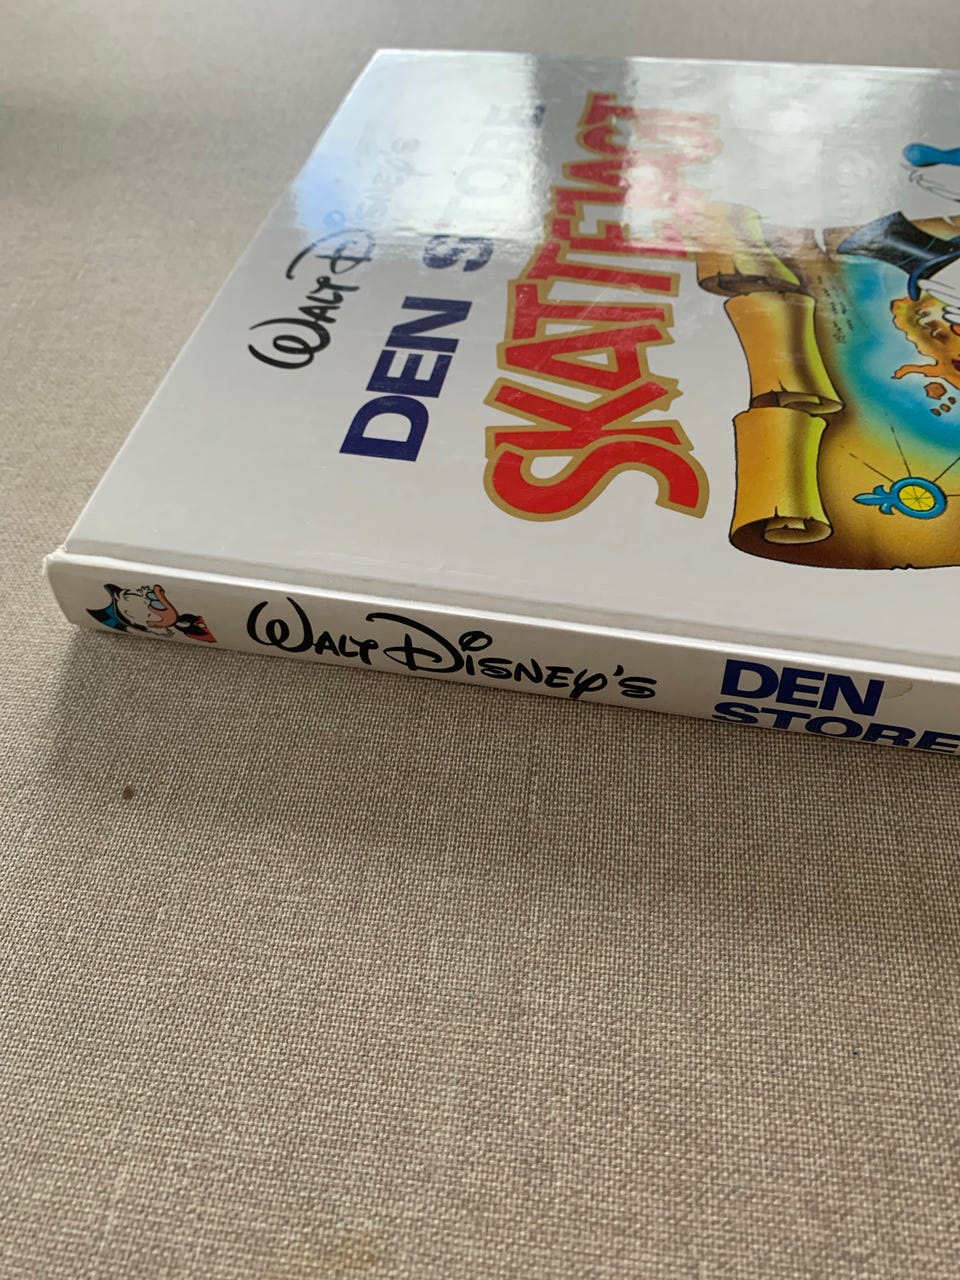 WALT DISNEY'S
DEN STORE
SKATTEJAGT
WALT DISNEY'S
DEN
STORE